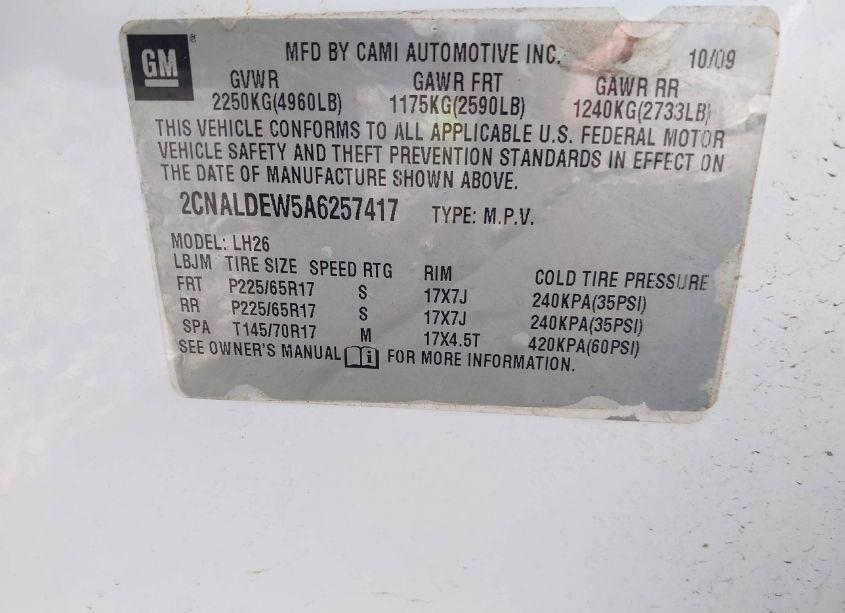 GM ®
MFD BY CAMI AUTOMOTIVE INC. 10/09
GVWR GAWR FRT GAWR RR
2250KG(4960LB) 1175KG(2590LB) 1240KG(2733LB)
THIS VEHICLE CONFORMS TO ALL APPLICABLE U.S. FEDERAL MOTOR
VEHICLE SAFETY AND THEFT PREVENTION STANDARDS IN EFFECT ON
THE DATE OF MANUFACTURE SHOWN ABOVE.
2CNALDEW5A6257417 TYPE: M.P.V.
MODEL: LH26
LBJM TIRE SIZE SPEED RTG RIM COLD TIRE PRESSURE
FRT P225/65R17 S 17X7J 240KPA(35PSI)
RR P225/65R17 S 17X7J 240KPA(35PSI)
SPA T145/70R17 M 17X4.5T 420KPA(60PSI)
SEE OWNER'S MANUAL i FOR MORE INFORMATION.